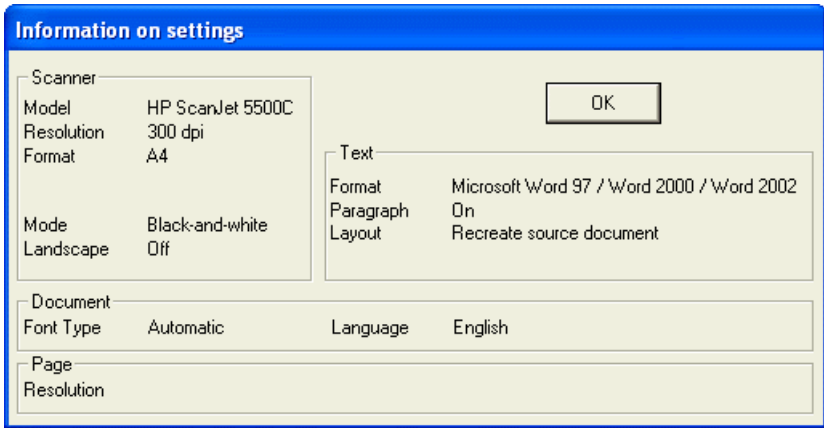 Information on settings
Scanner
Model HP ScanJet 5500C
Resolution 300 dpi
Format A4
Mode Black-and-white
Landscape Off
OK
Text
Format Microsoft Word 97 / Word 2000 / Word 2002
Paragraph On
Layout Recreate source document
Document
Font Type Automatic Language English
Page
Resolution